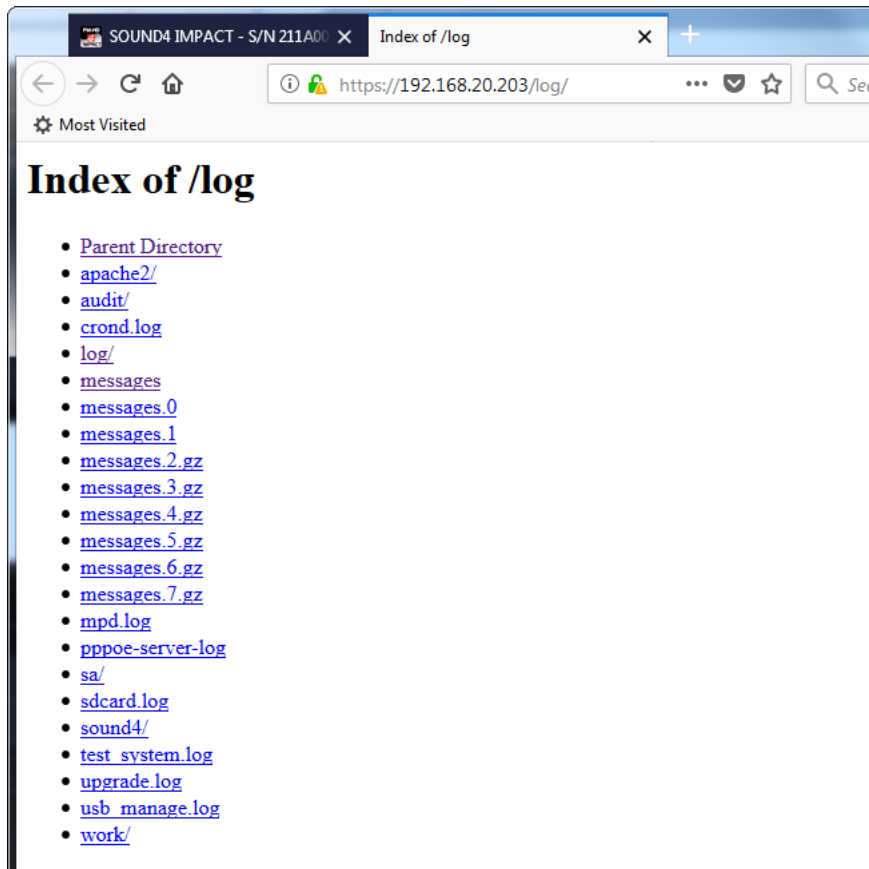 SOUND4 IMPACT - S/N 211A00
Index of /log
https://192.168.20.203/log/
Most Visited
Index of /log
Parent Directory
apache2/
audit/
crond.log
log/
messages
messages.0
messages.1
messages.2.gz
messages.3.gz
messages.4.gz
messages.5.gz
messages.6.gz
messages.7.gz
mpd.log
pppoe-server-log
sa/
sdcard.log
sound4/
test_system.log
upgrade.log
usb_manage.log
work/